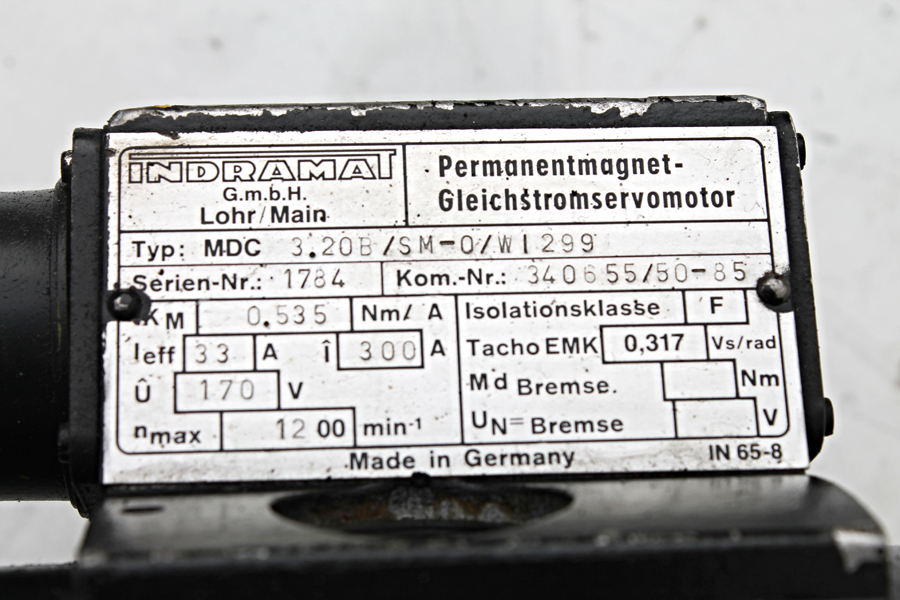 INDRAMAT
G.m.b.H.
Lohr/Main
Permanentmagnet-
Gleichstromservomotor
Typ: MDC 3.20B/SM-0/W1299
Serien-Nr.: 1784 Kom.-Nr.: 340655/50-85
KM 0.535 Nm/A
Ieff 33 A Î 300 A
Û 170 V
nmax 1200 min-1
Isolationsklasse F
Tacho EMK 0,317 Vs/rad
Md Bremse. Nm
UN= Bremse V
Made in Germany
IN 65-8